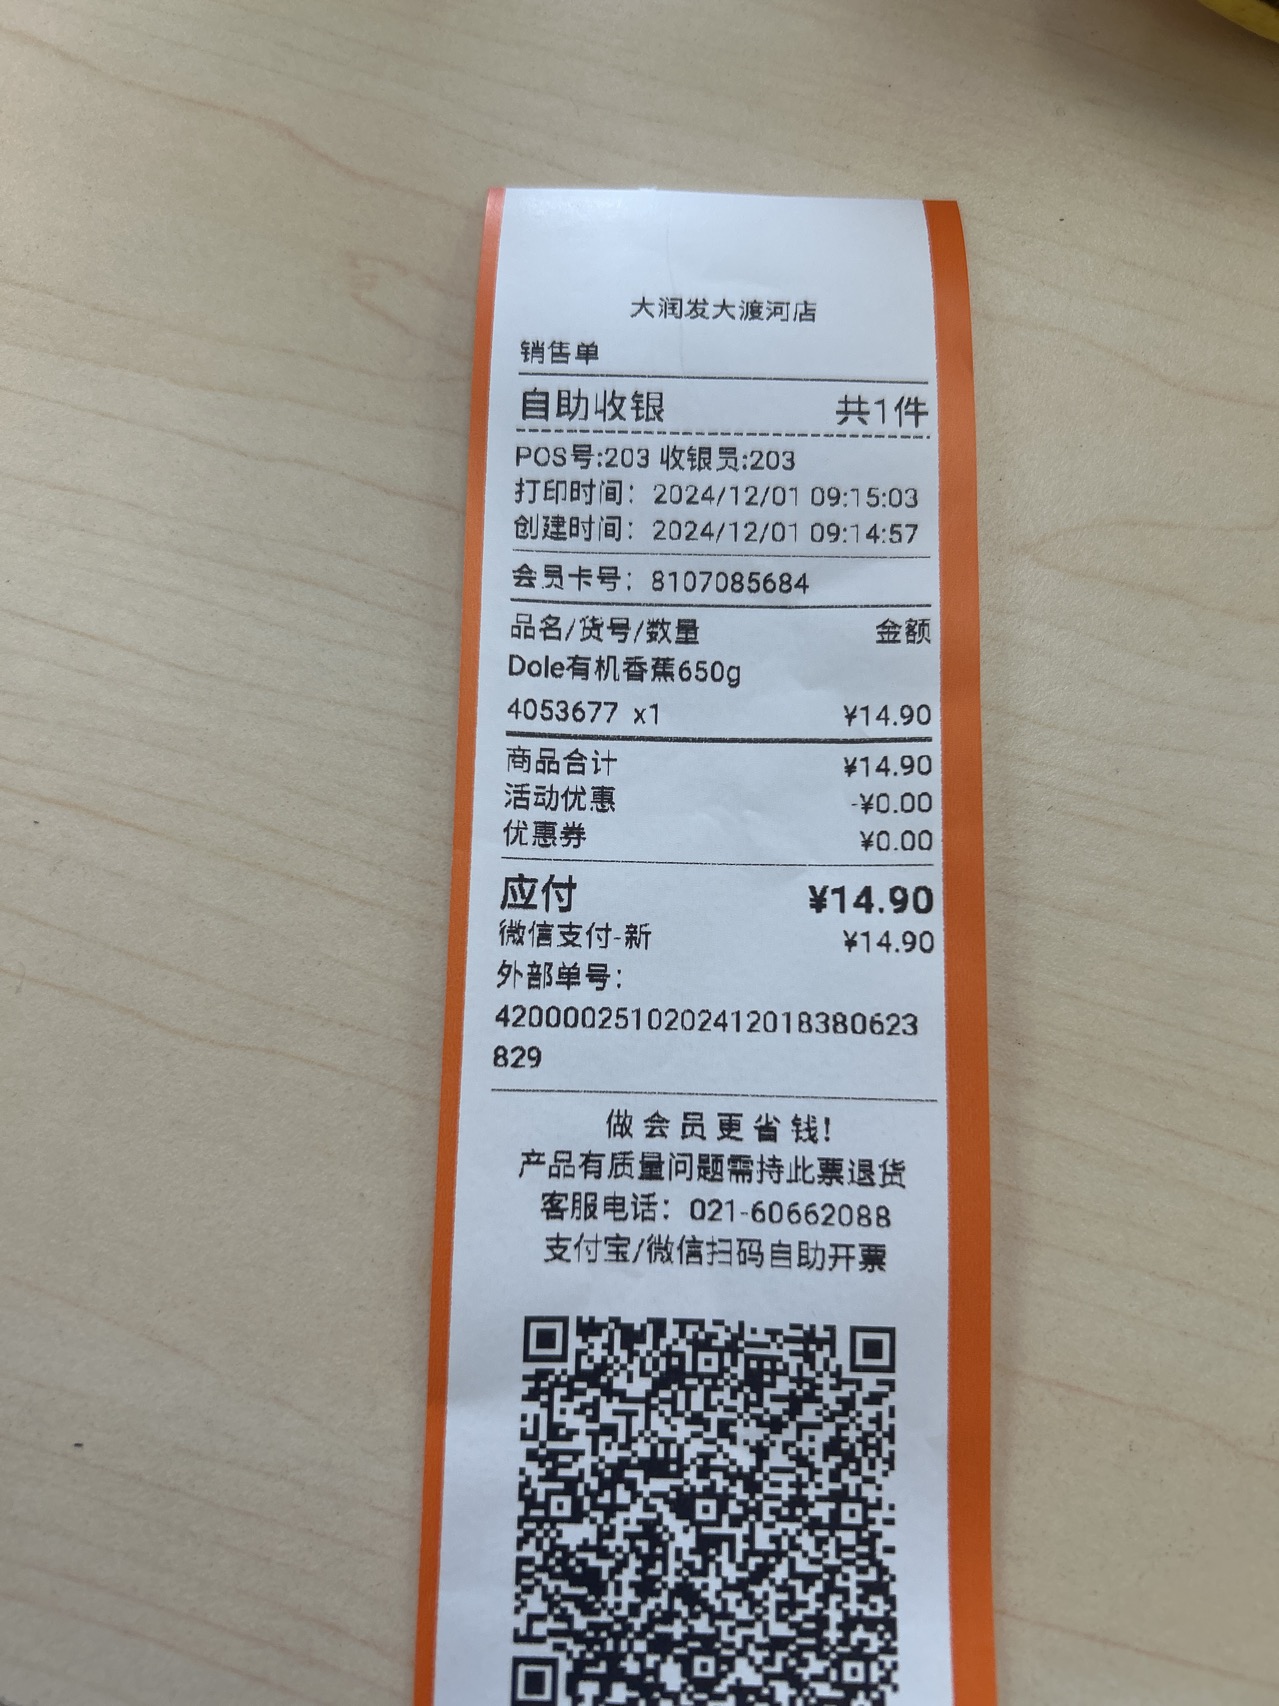 大润发大渡河店
销售单
自助收银 共1件
POS号:203 收银员:203
打印时间：2024/12/01 09:15:03
创建时间：2024/12/01 09:14:57
会员卡号：8107085684
品名/货号/数量 金额
Dole有机香蕉650g
4053677 x1 ¥14.90
商品合计 ¥14.90
活动优惠 -¥0.00
优惠券 ¥0.00
应付 ¥14.90
微信支付-新 ¥14.90
外部单号：
4200002510202412018380623
829
做会员更省钱!
产品有质量问题需持此票退货
客服电话：021-60662088
支付宝/微信扫码自助开票